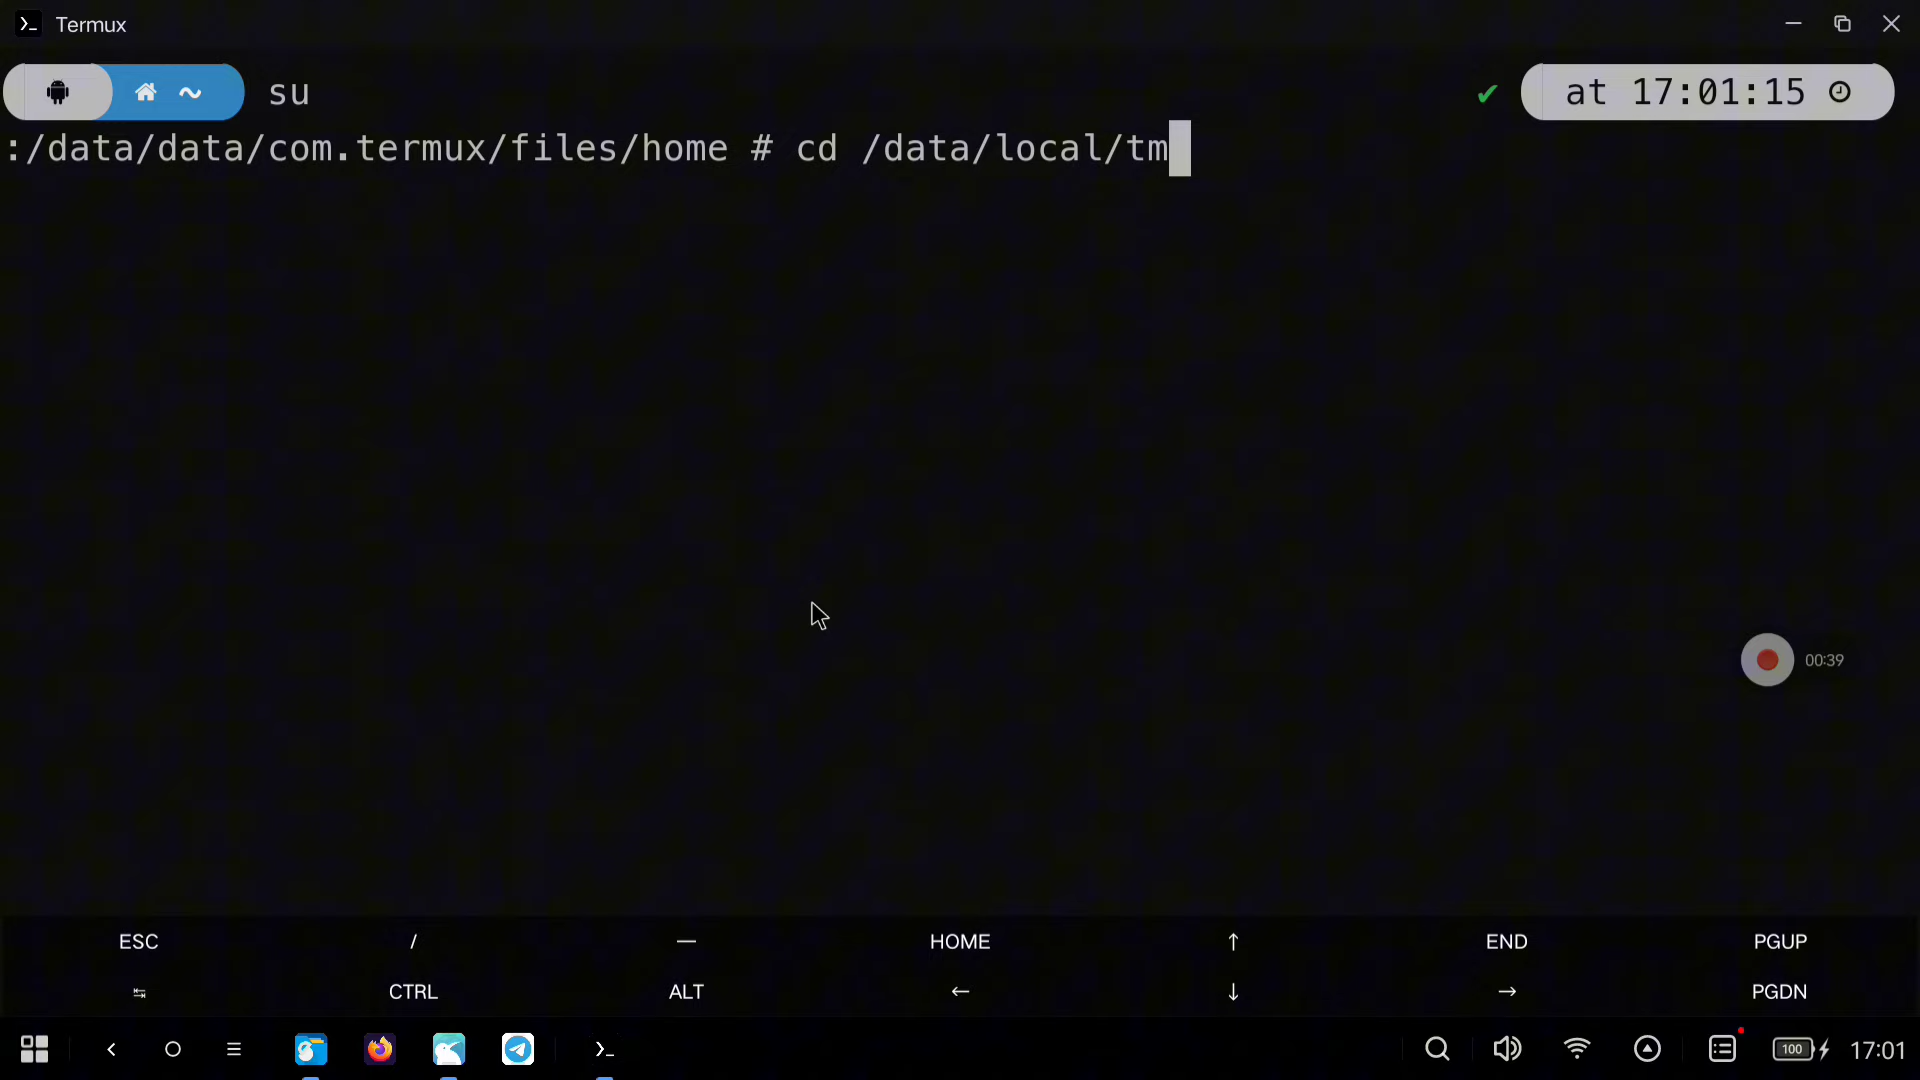 Termux
~ su ✔ at 17:01:15
:/data/data/com.termux/files/home # cd /data/local/tm
00:39
ESC / — HOME ↑ END PGUP
↹ CTRL ALT ← ↓ → PGDN
>_ 100 17:01